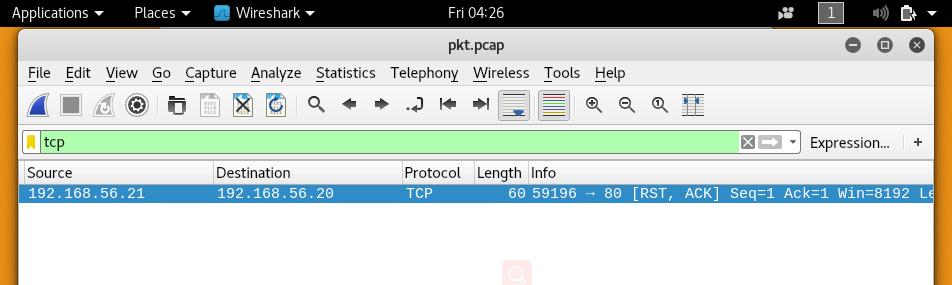 Applications Places Wireshark Fri 04:26 1
pkt.pcap
File Edit View Go Capture Analyze Statistics Telephony Wireless Tools Help
tcp Expression... +
Source Destination Protocol Length Info
192.168.56.21 192.168.56.20 TCP 60 59196 → 80 [RST, ACK] Seq=1 Ack=1 Win=8192 Le